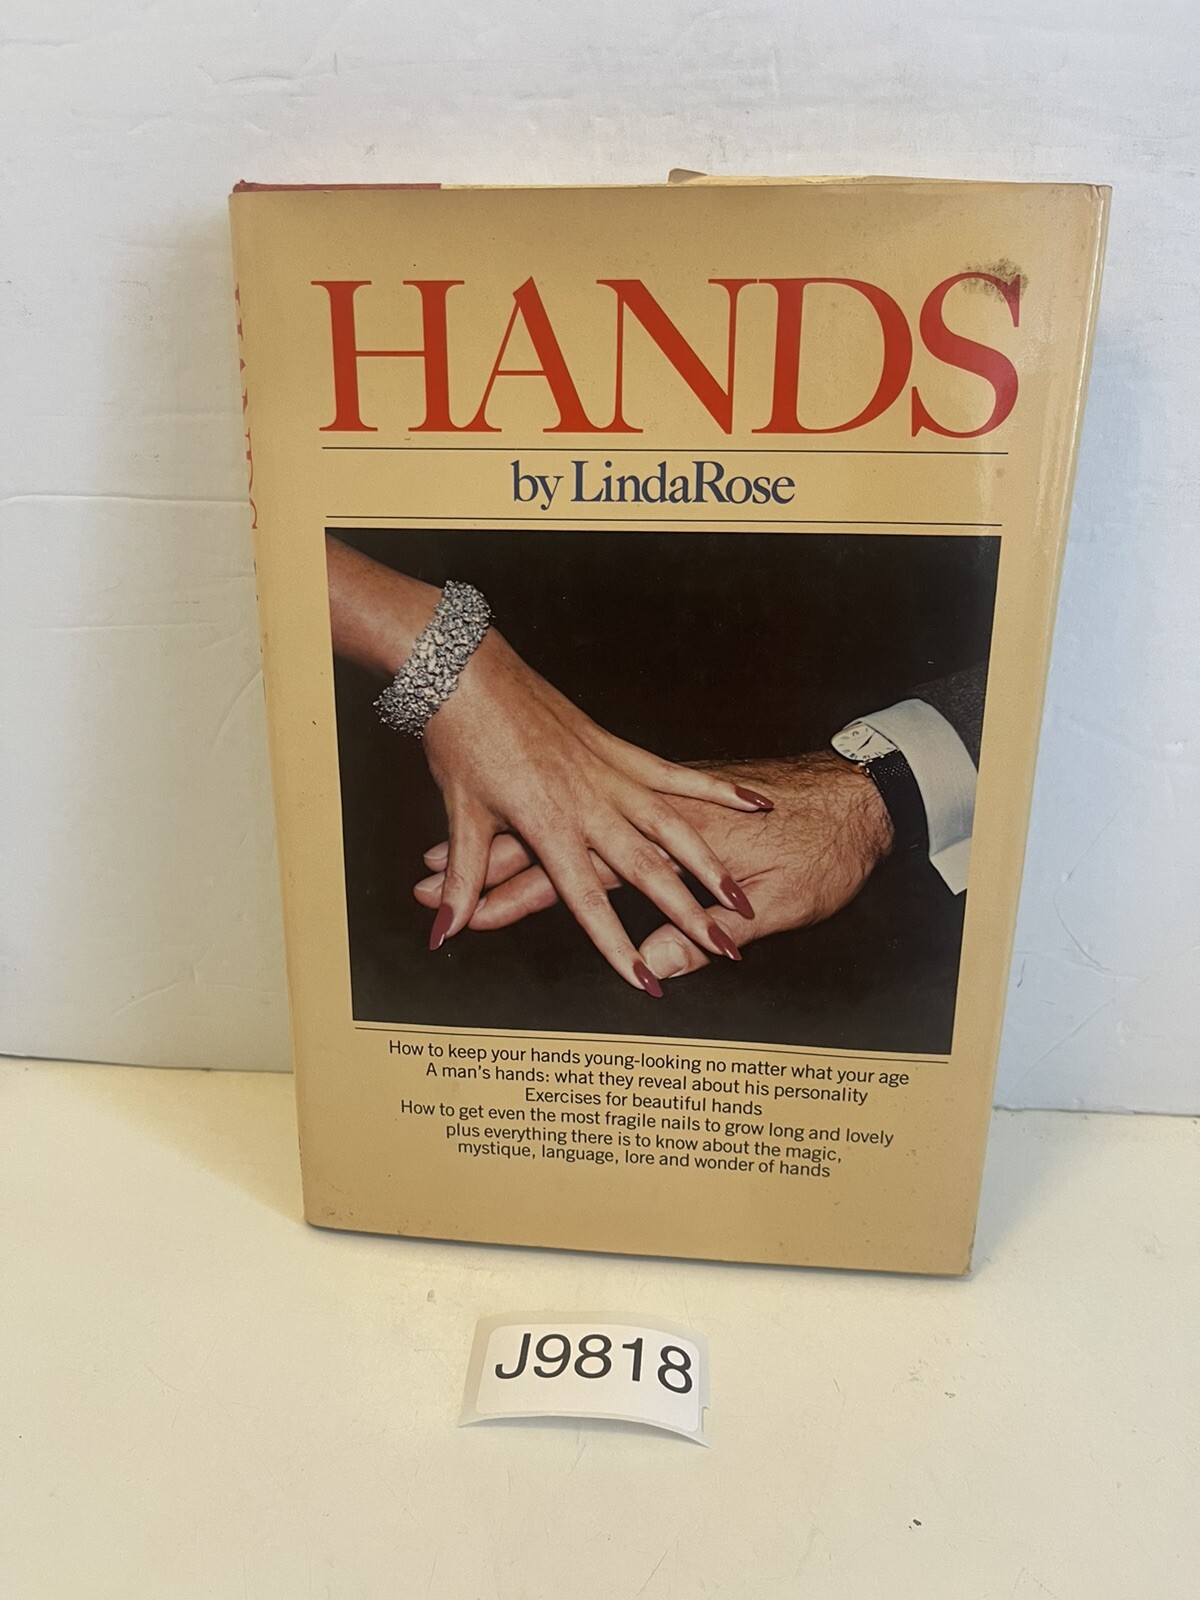 HANDS
by LindaRose
How to keep your hands young-looking no matter what your age
A man's hands: what they reveal about his personality
Exercises for beautiful hands
How to get even the most fragile nails to grow long and lovely
plus everything there is to know about the magic,
mystique, language, lore and wonder of hands
HANDS
J9818